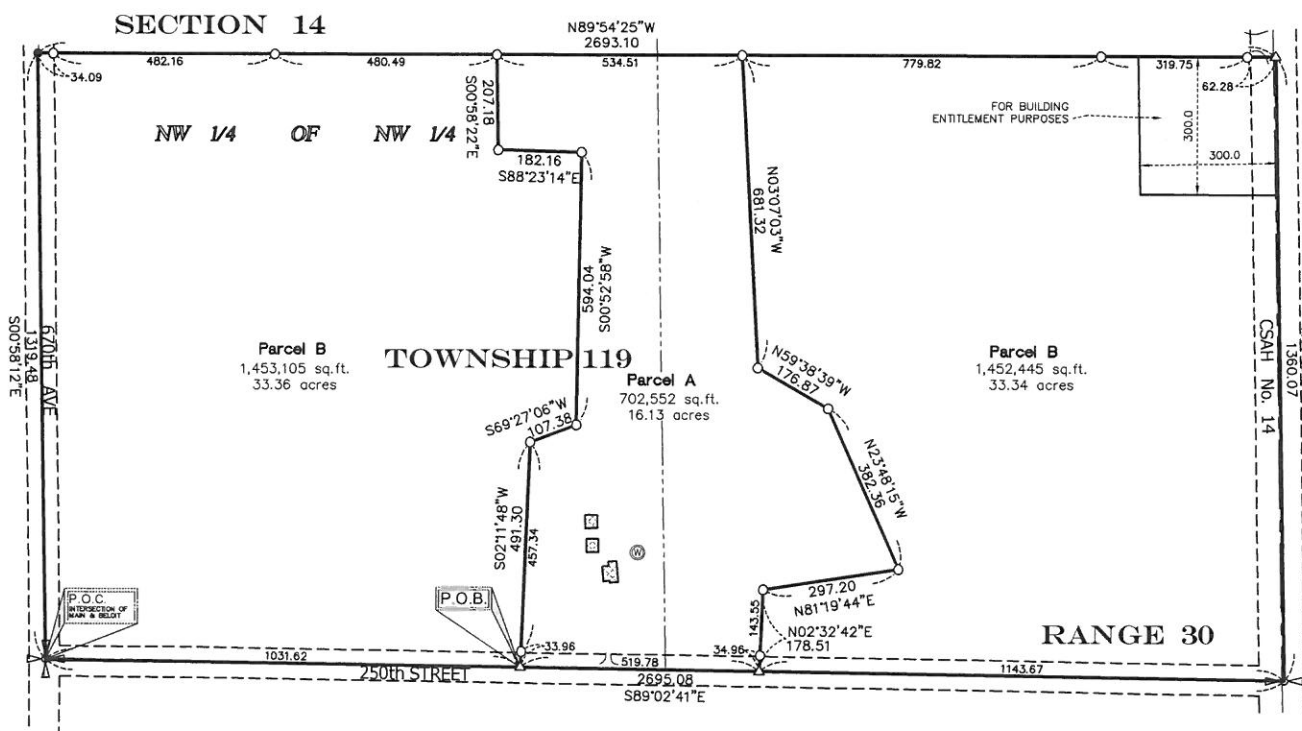 SECTION 14
N89°54'25"W
2693.10
482.16
480.49
534.51
779.82
319.75
34.09
62.28
207.18
S00°58'22"E
NW 1/4 OF NW 1/4
182.16
S88°23'14"E
FOR BUILDING
ENTITLEMENT PURPOSES
300.0
300.0
N03°07'03"W
681.32
594.04
S00°52'58"W
670th AVE
1319.48
S00°58'12"E
Parcel B
1,453,105 sq.ft.
33.36 acres
TOWNSHIP 119
Parcel A
702,552 sq.ft.
16.13 acres
N59°38'39"W
176.87
Parcel B
1,452,445 sq.ft.
33.34 acres
CSAH No. 14
1360.07
S69°27'06"W
107.38
N23°48'15"W
382.36
S02°11'48"W
491.30
457.34
W
297.20
N81°19'44"E
143.55
N02°32'42"E
178.51
P.O.C.
INTERSECTION OF
MAIN & BELOIT
P.O.B.
RANGE 30
33.96
34.96
1031.62
519.78
1143.67
250th STREET
2695.08
S89°02'41"E